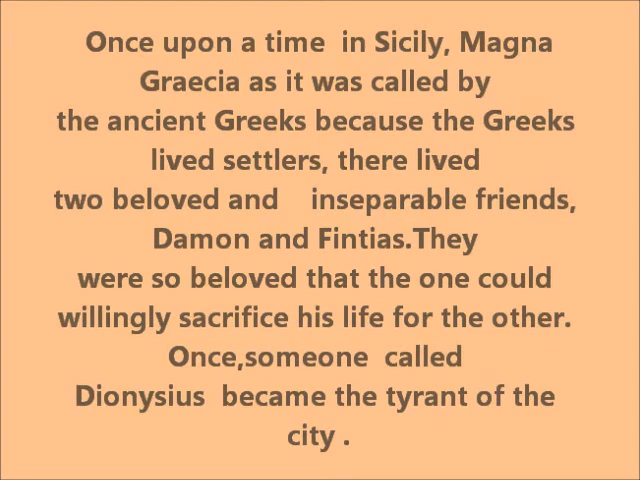 Once upon a time  in Sicily, Magna
Graecia as it was called by
the ancient Greeks because the Greeks
lived settlers, there lived
two beloved and    inseparable friends,
Damon and Fintias.They
were so beloved that the one could
willingly sacrifice his life for the other.
Once,someone  called
Dionysius  became the tyrant of the
city .